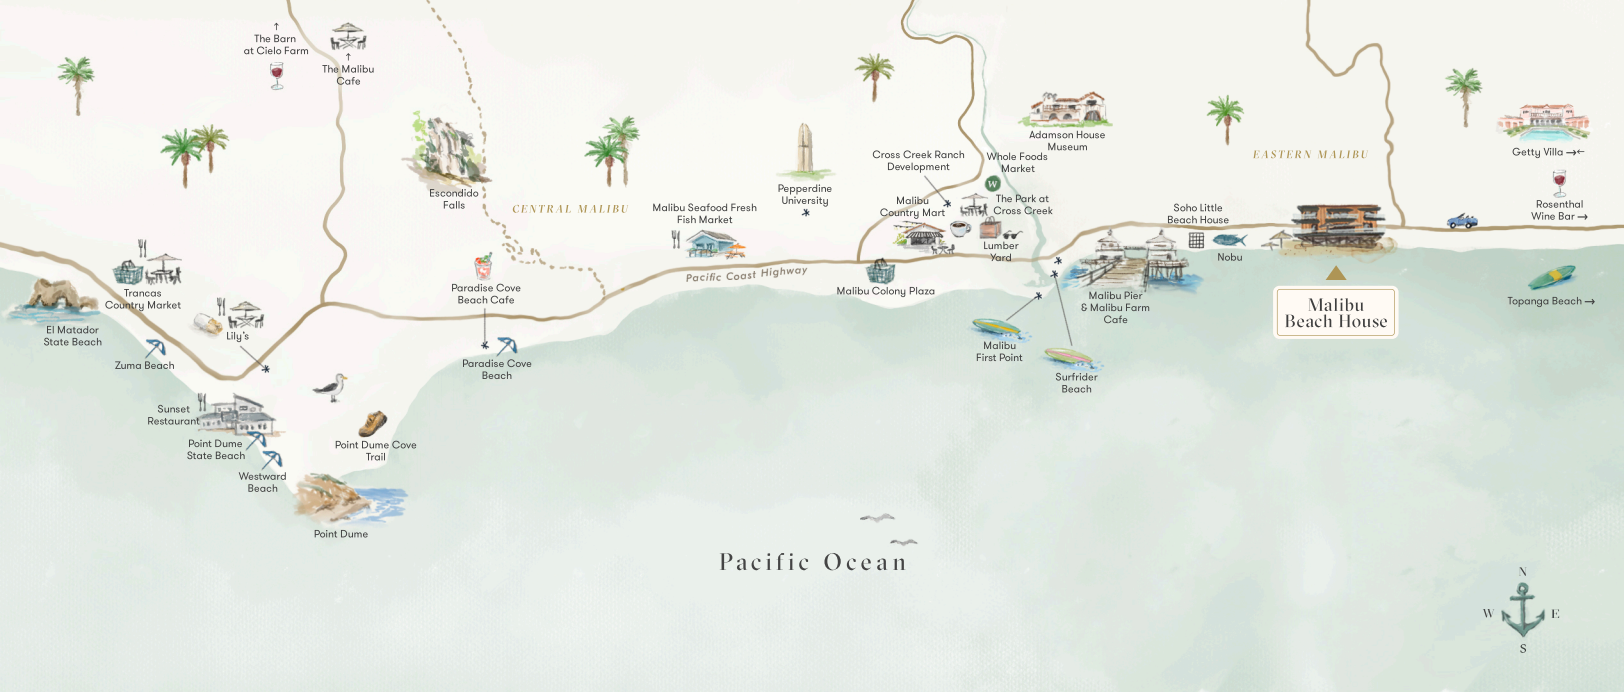 ↑
The Barn
at Cielo Farm
↑
The Malibu
Cafe
Escondido
Falls
CENTRAL MALIBU
Malibu Seafood Fresh
Fish Market
Pepperdine
University
Cross Creek Ranch
Development
Whole Foods
Market
W
Adamson House
Museum
The Park at
Cross Creek
Malibu
Country Mart
Lumber
Yard
EASTERN MALIBU
Getty Villa →←
Rosenthal
Wine Bar →
Soho Little
Beach House
Nobu
Trancas
Country Market
El Matador
State Beach
Lily's
Zuma Beach
Paradise Cove
Beach Cafe
Paradise Cove
Beach
Pacific Coast Highway
Malibu Colony Plaza
Malibu Pier
& Malibu Farm
Cafe
Malibu
First Point
Surfrider
Beach
Malibu
Beach House
Topanga Beach →
Sunset
Restaurant
Point Dume
State Beach
Westward
Beach
Point Dume Cove
Trail
Point Dume
Pacific Ocean
N
W E
S